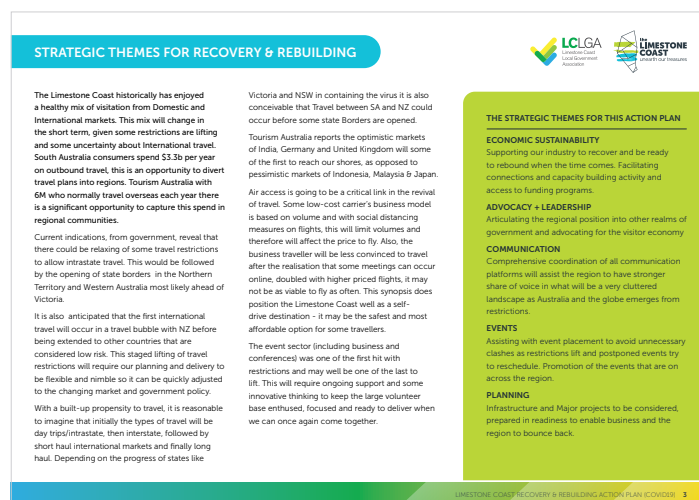 STRATEGIC THEMES FOR RECOVERY & REBUILDING
LCLGA
Limestone Coast
Local Government
Association
the
LIMESTONE
COAST
unearth our treasures
The Limestone Coast historically has enjoyed
a healthy mix of visitation from Domestic and
International markets. This mix will change in
the short term, given some restrictions are lifting
and some uncertainty about International travel.
South Australia consumers spend $3.3b per year
on outbound travel, this is an opportunity to divert
travel plans into regions. Tourism Australia with
6M who normally travel overseas each year there
is a significant opportunity to capture this spend in
regional communities.
Current indications, from government, reveal that
there could be relaxing of some travel restrictions
to allow intrastate travel. This would be followed
by the opening of state borders in the Northern
Territory and Western Australia most likely ahead of
Victoria.
It is also anticipated that the first international
travel will occur in a travel bubble with NZ before
being extended to other countries that are
considered low risk. This staged lifting of travel
restrictions will require our planning and delivery to
be flexible and nimble so it can be quickly adjusted
to the changing market and government policy.
With a built-up propensity to travel, it is reasonable
to imagine that initially the types of travel will be
day trips/intrastate, then interstate, followed by
short haul international markets and finally long
haul. Depending on the progress of states like
Victoria and NSW in containing the virus it is also
conceivable that Travel between SA and NZ could
occur before some state Borders are opened.
Tourism Australia reports the optimistic markets
of India, Germany and United Kingdom will some
of the first to reach our shores, as opposed to
pessimistic markets of Indonesia, Malaysia & Japan.
Air access is going to be a critical link in the revival
of travel. Some low-cost carrier's business model
is based on volume and with social distancing
measures on flights, this will limit volumes and
therefore will affect the price to fly. Also, the
business traveller will be less convinced to travel
after the realisation that some meetings can occur
online, doubled with higher priced flights, it may
not be as viable to fly as often. This synopsis does
position the Limestone Coast well as a self-
drive destination - it may be the safest and most
affordable option for some travellers.
The event sector (including business and
conferences) was one of the first hit with
restrictions and may well be one of the last to
lift. This will require ongoing support and some
innovative thinking to keep the large volunteer
base enthused, focused and ready to deliver when
we can once again come together.
THE STRATEGIC THEMES FOR THIS ACTION PLAN
ECONOMIC SUSTAINABILITY
Supporting our industry to recover and be ready
to rebound when the time comes. Facilitating
connections and capacity building activity and
access to funding programs.
ADVOCACY + LEADERSHIP
Articulating the regional position into other realms of
government and advocating for the visitor economy
COMMUNICATION
Comprehensive coordination of all communication
platforms will assist the region to have stronger
share of voice in what will be a very cluttered
landscape as Australia and the globe emerges from
restrictions.
EVENTS
Assisting with event placement to avoid unnecessary
clashes as restrictions lift and postponed events try
to reschedule. Promotion of the events that are on
across the region.
PLANNING
Infrastructure and Major projects to be considered,
prepared in readiness to enable business and the
region to bounce back.
LIMESTONE COAST RECOVERY & REBUILDING ACTION PLAN (COVID19) 3